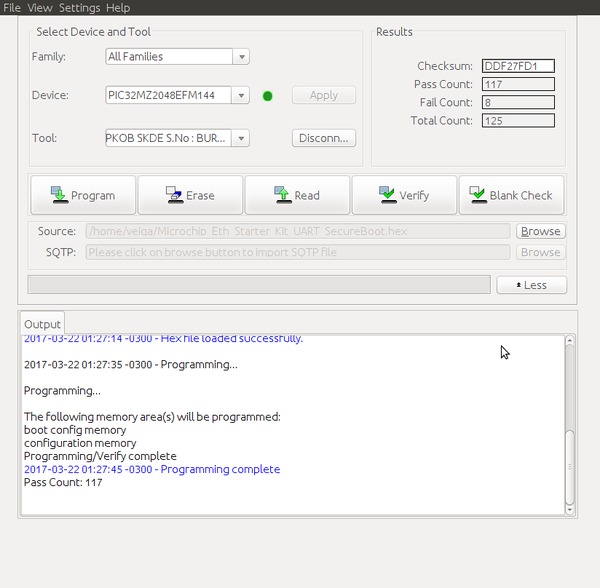 File View Settings Help
Select Device and Tool
Results
Family:
All Families
Checksum: DDF27FD1
Pass Count: 117
Device:
PIC32MZ2048EFM144
Apply
Fail Count: 8
Total Count: 125
Tool:
PKOB SKDE S.No : BUR...
Disconn...
Program
Erase
Read
Verify
Blank Check
Source: /home/veiga/Microchip_Eth_Starter_Kit_UART_SecureBoot.hex
Browse
SQTP: Please click on browse button to import SQTP file
Browse
Less
Output
2017-03-22 01:27:14 -0300 - Hex file loaded successfully.
2017-03-22 01:27:35 -0300 - Programming...
Programming...
The following memory area(s) will be programmed:
boot config memory
configuration memory
Programming/Verify complete
2017-03-22 01:27:45 -0300 - Programming complete
Pass Count: 117